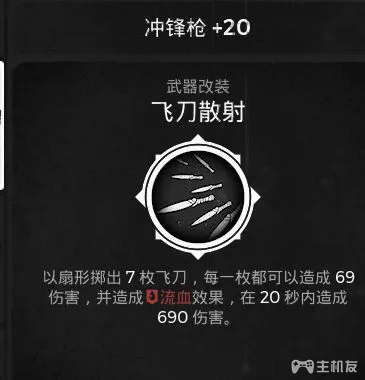 冲锋枪 +20
武器改装
飞刀散射
以扇形掷出 7 枚飞刀，每一枚都可以造成 69
伤害，并造成 流血效果，在 20 秒内造成
690 伤害。
主机友